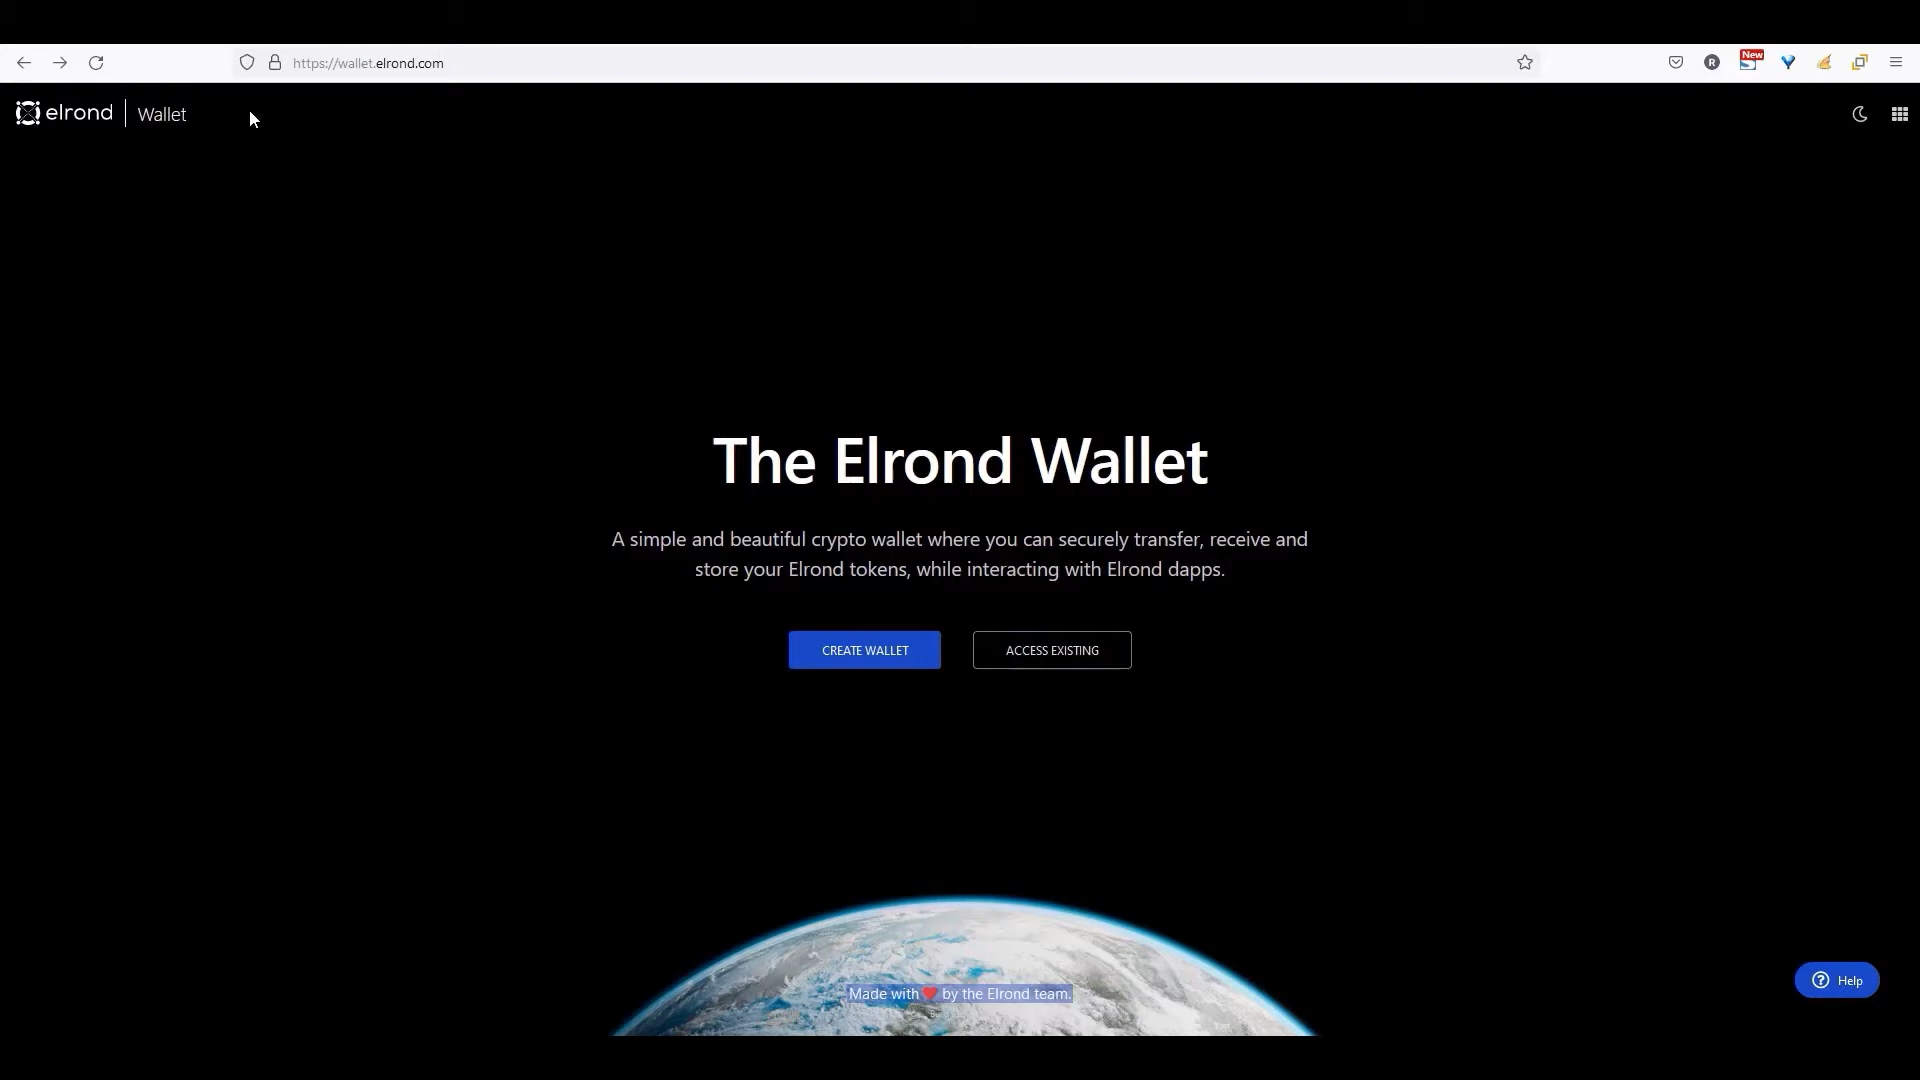 https://wallet.elrond.com
R
New
elrond | Wallet
The Elrond Wallet
A simple and beautiful crypto wallet where you can securely transfer, receive and
store your Elrond tokens, while interacting with Elrond dapps.
CREATE WALLET
ACCESS EXISTING
Help
Made with ❤ by the Elrond team.